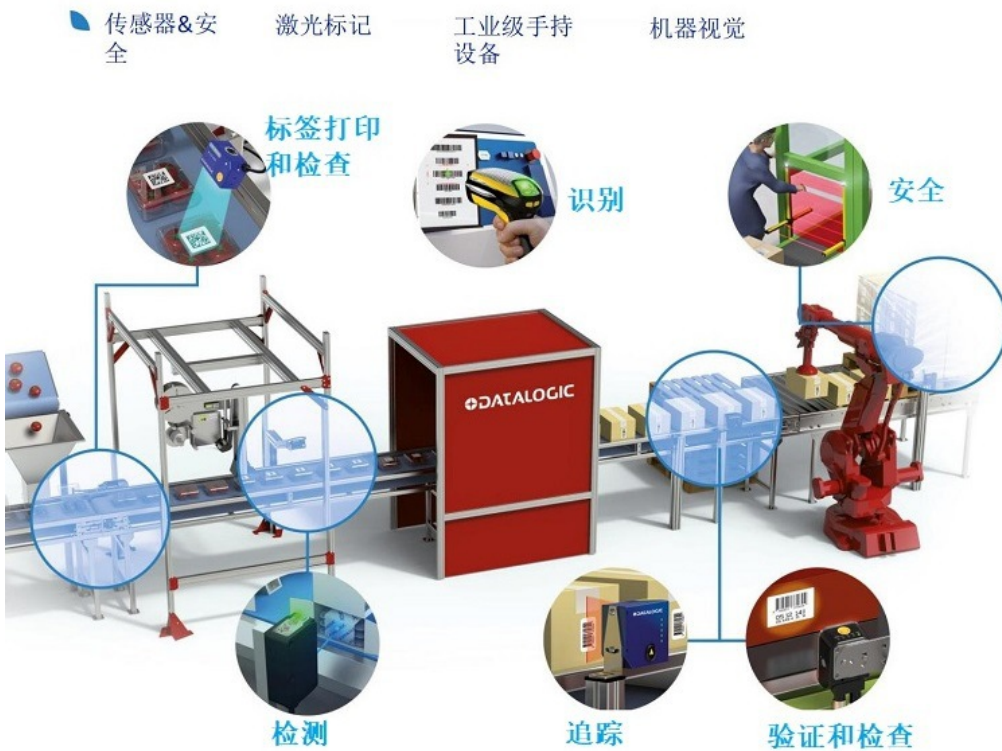 传感器&安全
激光标记
工业级手持设备
机器视觉
标签打印和检查
识别
安全
DATALOGIC
DATALOGIC
检测
追踪
验证和检查